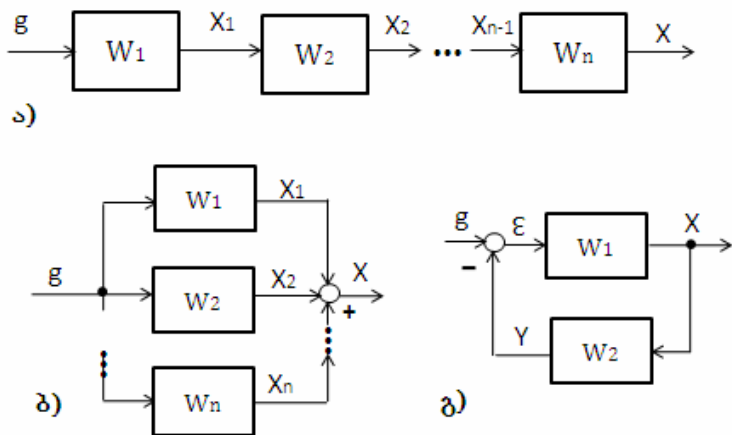 g W1 X1 W2 X2 ••• Xn-1 Wn X
ა)
W1 X1
g W2 X2 X
+
Wn Xn
ბ)
g ε W1 X
–
Y W2
გ)